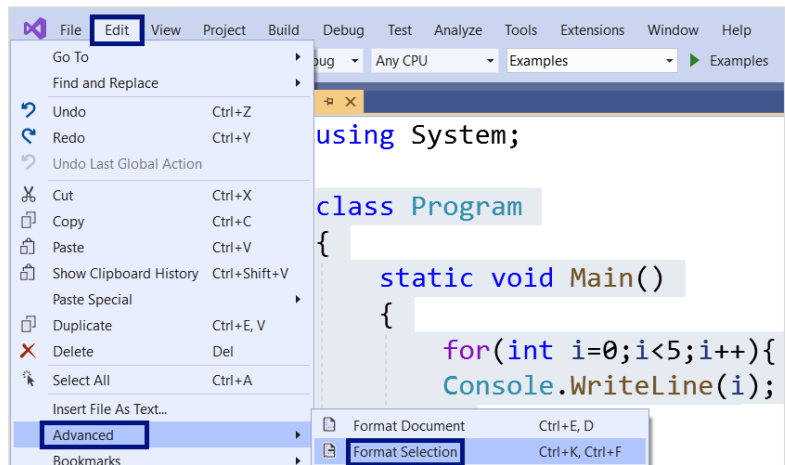 File Edit View Project Build Debug Test Analyze Tools Extensions Window Help
Go To
bug Any CPU Examples Examples
Find and Replace
Undo Ctrl+Z
Redo Ctrl+Y
Undo Last Global Action
Cut Ctrl+X
Copy Ctrl+C
Paste Ctrl+V
Show Clipboard History Ctrl+Shift+V
Paste Special
Duplicate Ctrl+E, V
Delete Del
Select All Ctrl+A
Insert File As Text...
Advanced
Bookmarks
Format Document Ctrl+E, D
Format Selection Ctrl+K, Ctrl+F
using System;
class Program
{
static void Main()
{
for(int i=0;i<5;i++){
Console.WriteLine(i);